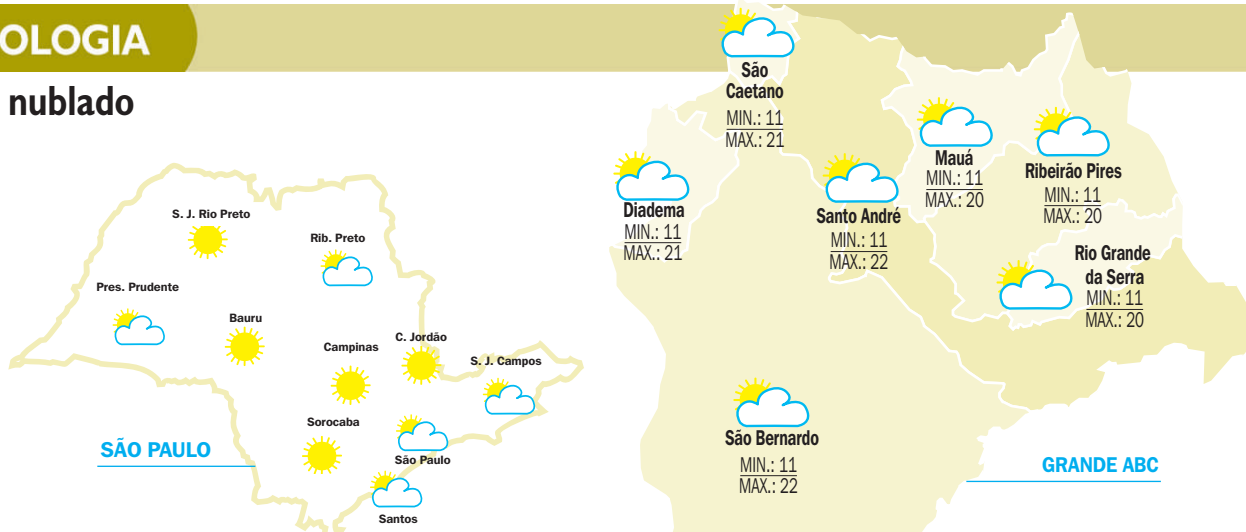 OLOGIA
nublado
S. J. Rio Preto
Rib. Preto
Pres. Prudente
Bauru
Campinas
C. Jordão
S. J. Campos
Sorocaba
São Paulo
Santos
SÃO PAULO
São
Caetano
MIN.: 11
MAX.: 21
Diadema
MIN.: 11
MAX.: 21
Santo André
MIN.: 11
MAX.: 22
Mauá
MIN.: 11
MAX.: 20
Ribeirão Pires
MIN.: 11
MAX.: 20
Rio Grande
da Serra
MIN.: 11
MAX.: 20
São Bernardo
MIN.: 11
MAX.: 22
GRANDE ABC